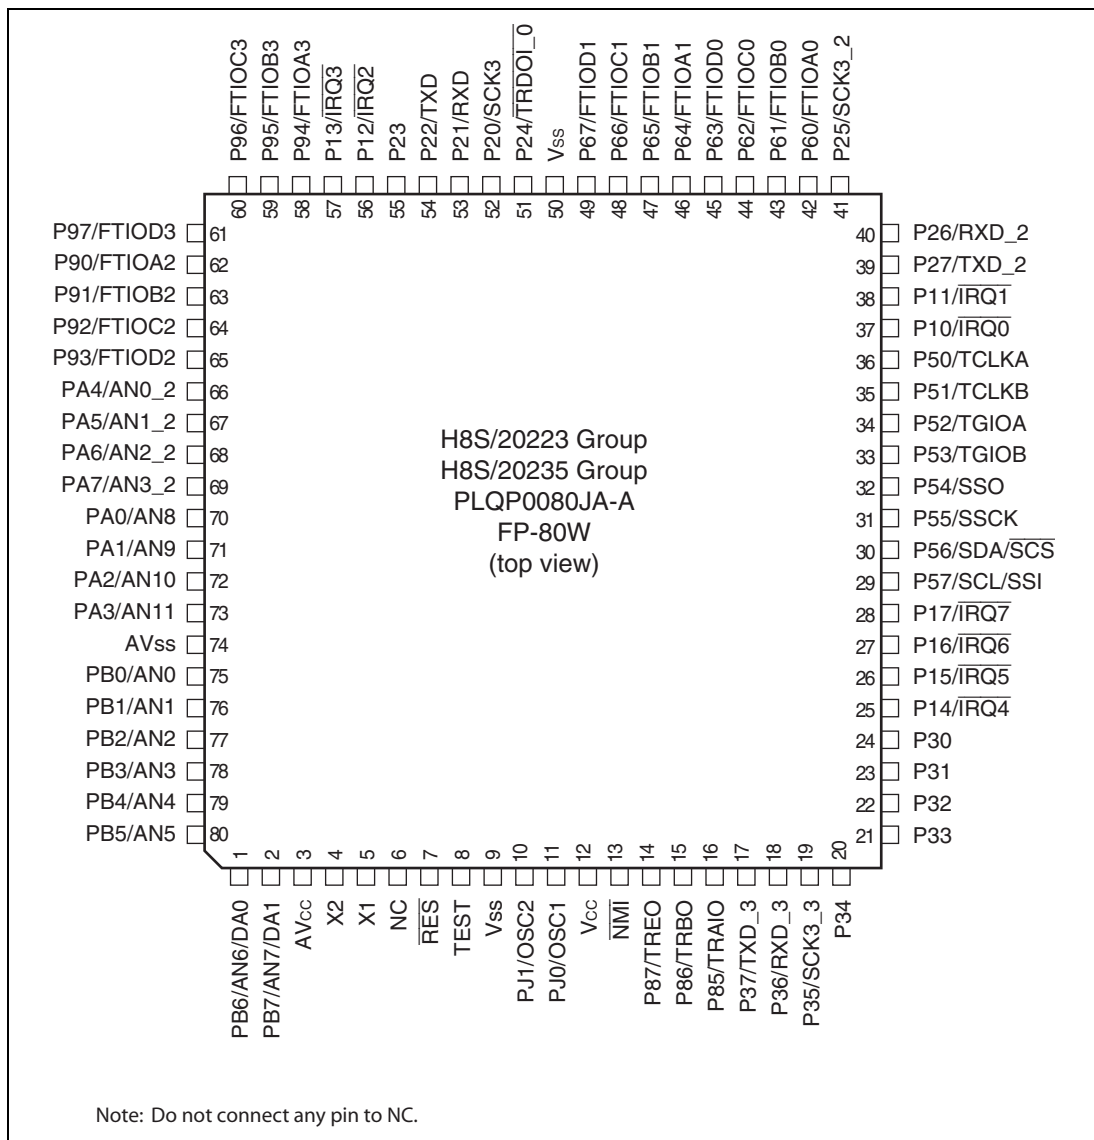 P96/FTIOC3
P95/FTIOB3
P94/FTIOA3
P13/IRQ3
P12/IRQ2
P23
P22/TXD
P21/RXD
P20/SCK3
P24/TRDOI_0
Vss
P67/FTIOD1
P66/FTIOC1
P65/FTIOB1
P64/FTIOA1
P63/FTIOD0
P62/FTIOC0
P61/FTIOB0
P60/FTIOA0
P25/SCK3_2
60 59 58 57 56 55 54 53 52 51 50 49 48 47 46 45 44 43 42 41
P97/FTIOD3 61
P90/FTIOA2 62
P91/FTIOB2 63
P92/FTIOC2 64
P93/FTIOD2 65
PA4/AN0_2 66
PA5/AN1_2 67
PA6/AN2_2 68
PA7/AN3_2 69
PA0/AN8 70
PA1/AN9 71
PA2/AN10 72
PA3/AN11 73
AVss 74
PB0/AN0 75
PB1/AN1 76
PB2/AN2 77
PB3/AN3 78
PB4/AN4 79
PB5/AN5 80
H8S/20223 Group
H8S/20235 Group
PLQP0080JA-A
FP-80W
(top view)
40 P26/RXD_2
39 P27/TXD_2
38 P11/IRQ1
37 P10/IRQ0
36 P50/TCLKA
35 P51/TCLKB
34 P52/TGIOA
33 P53/TGIOB
32 P54/SSO
31 P55/SSCK
30 P56/SDA/SCS
29 P57/SCL/SSI
28 P17/IRQ7
27 P16/IRQ6
26 P15/IRQ5
25 P14/IRQ4
24 P30
23 P31
22 P32
21 P33
1 2 3 4 5 6 7 8 9 10 11 12 13 14 15 16 17 18 19 20
PB6/AN6/DA0
PB7/AN7/DA1
AVcc
X2
X1
NC
RES
TEST
Vss
PJ1/OSC2
PJ0/OSC1
Vcc
NMI
P87/TREO
P86/TRBO
P85/TRAIO
P37/TXD_3
P36/RXD_3
P35/SCK3_3
P34
Note: Do not connect any pin to NC.